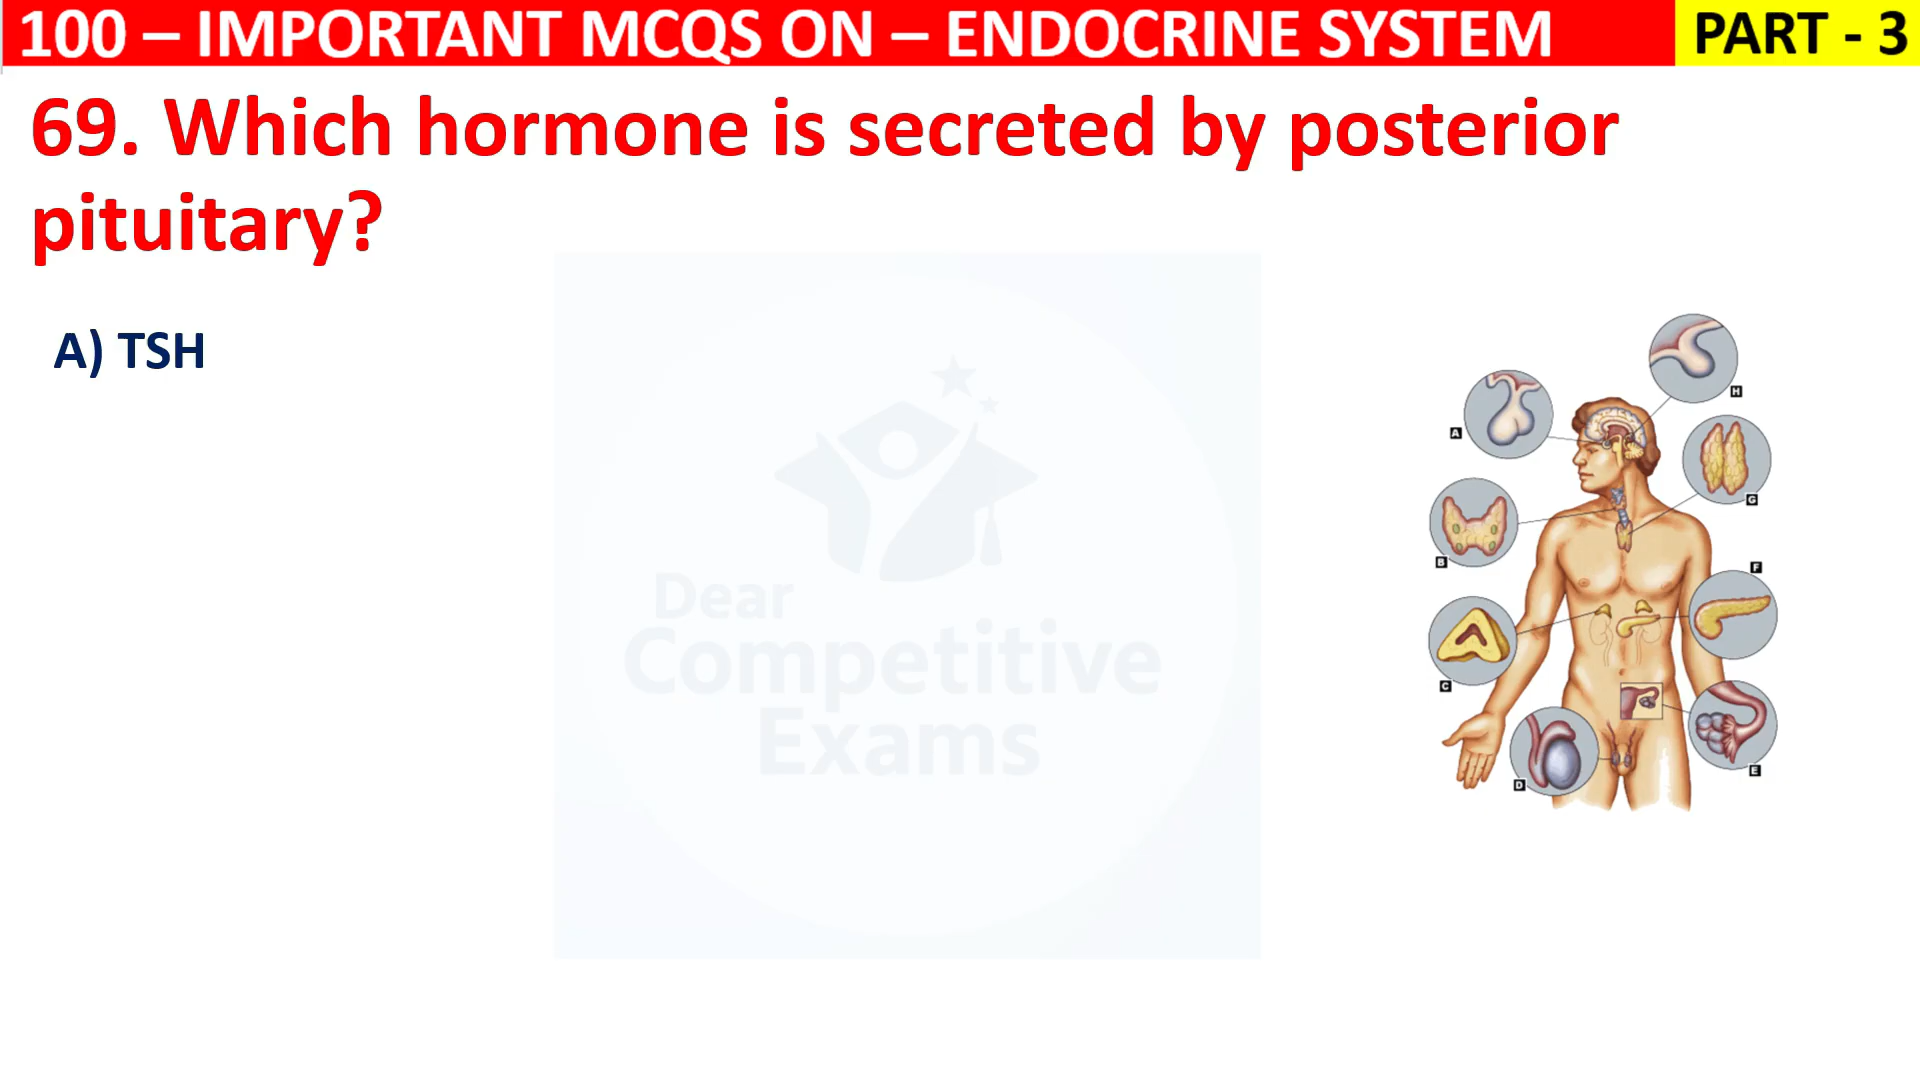 100 – IMPORTANT MCQS ON – ENDOCRINE SYSTEM
PART - 3
69. Which hormone is secreted by posterior
pituitary?
A) TSH
Dear
Competitive
Exams
H
A
G
B
F
C
E
D